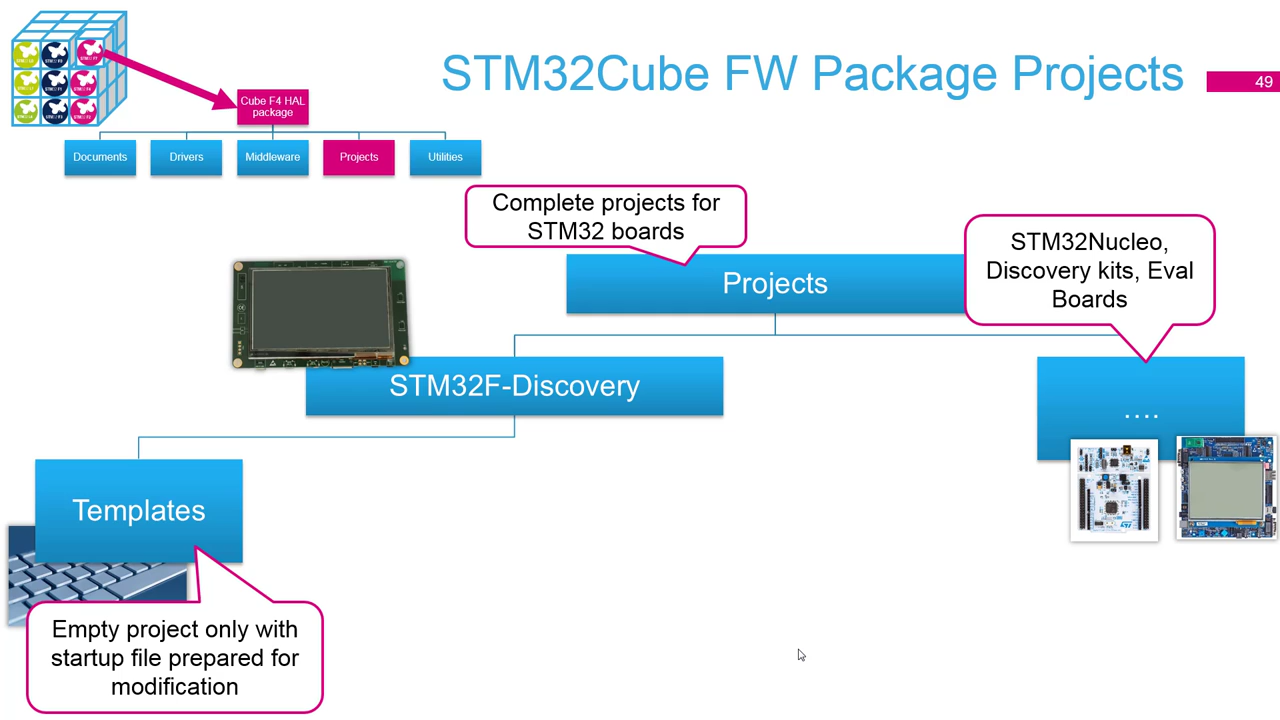 STM32Cube FW Package Projects
49
Cube F4 HAL
package
Documents
Drivers
Middleware
Projects
Utilities
Complete projects for
STM32 boards
STM32Nucleo,
Discovery kits, Eval
Boards
Projects
STM32F-Discovery
....
Templates
Empty project only with
startup file prepared for
modification